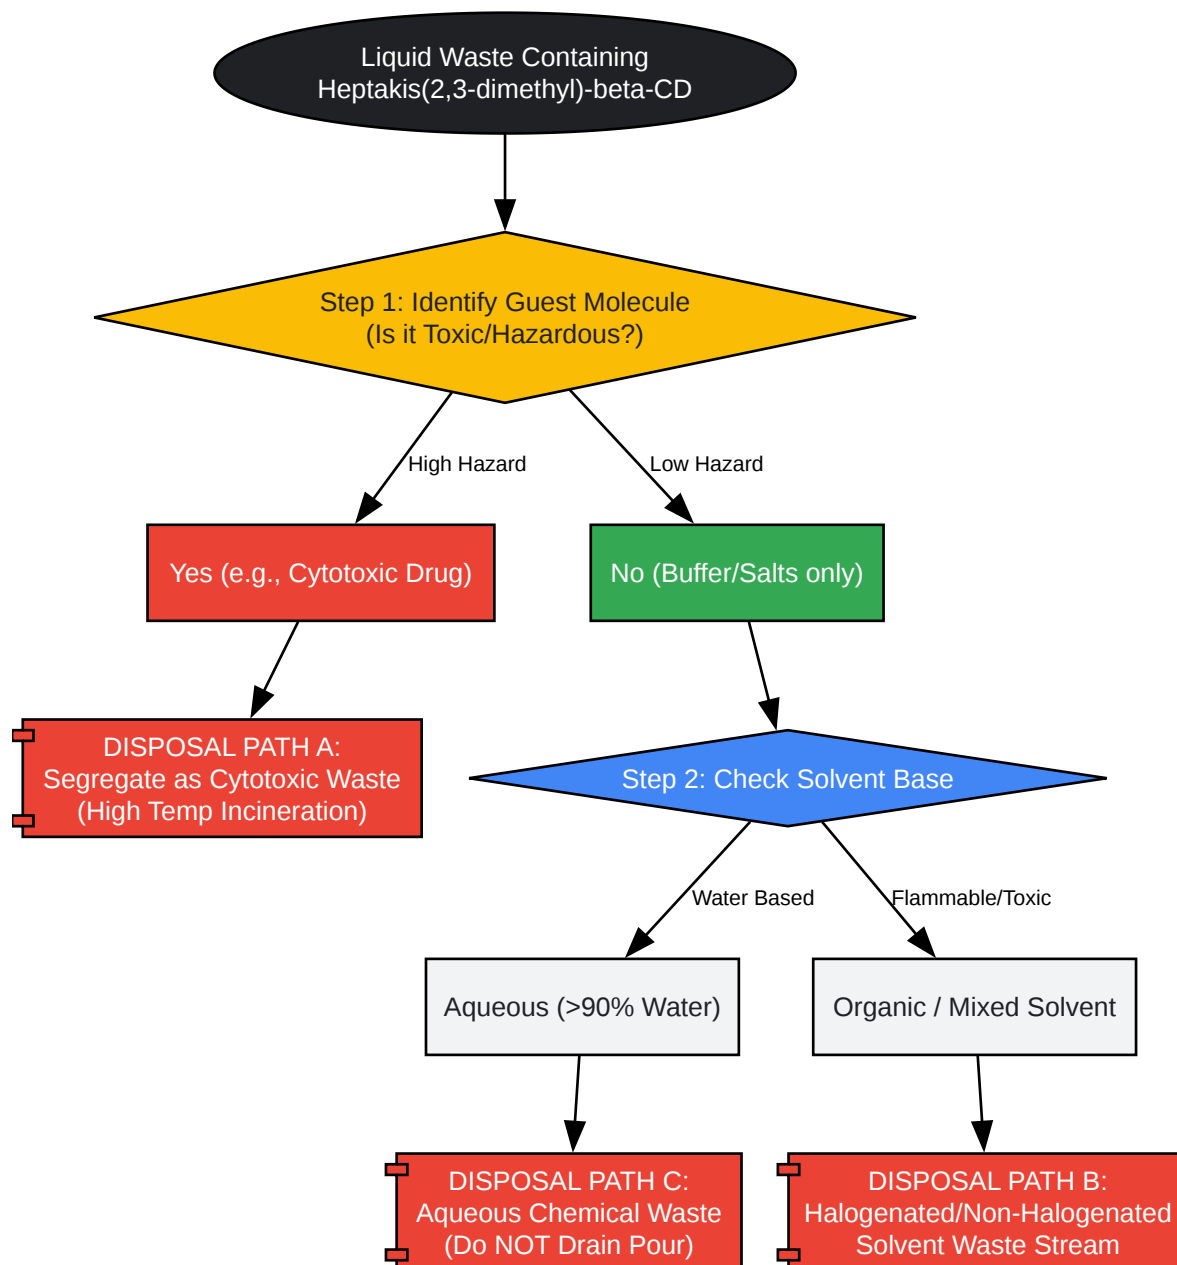 Liquid Waste Containing
Heptakis(2,3-dimethyl)-beta-CD
Step 1: Identify Guest Molecule
(Is it Toxic/Hazardous?)
High Hazard
Low Hazard
Yes (e.g., Cytotoxic Drug)
No (Buffer/Salts only)
DISPOSAL PATH A:
Segregate as Cytotoxic Waste
(High Temp Incineration)
Step 2: Check Solvent Base
Water Based
Flammable/Toxic
Aqueous (>90% Water)
Organic / Mixed Solvent
DISPOSAL PATH C:
Aqueous Chemical Waste
(Do NOT Drain Pour)
DISPOSAL PATH B:
Halogenated/Non-Halogenated
Solvent Waste Stream